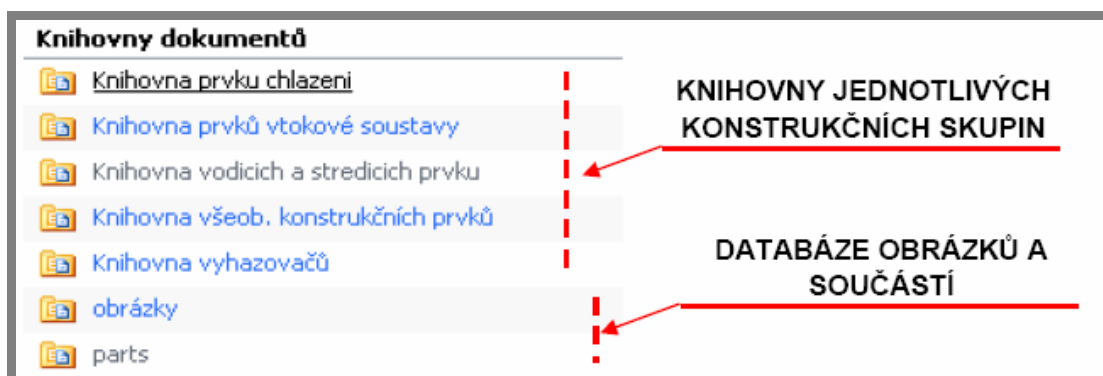 Knihovny dokumentů
Knihovna prvku chlazeni
Knihovna prvků vtokové soustavy
Knihovna vodicich a stredicich prvku
Knihovna všeob. konstrukčních prvků
Knihovna vyhazovačů
obrázky
parts
KNIHOVNY JEDNOTLIVÝCH
KONSTRUKČNÍCH SKUPIN
DATABÁZE OBRÁZKŮ A
SOUČÁSTÍ